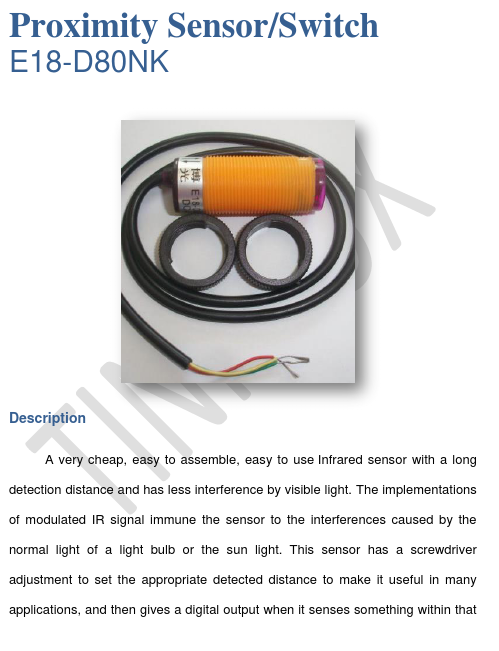 Proximity Sensor/Switch
E18-D80NK
Description
A very cheap, easy to assemble, easy to use Infrared sensor with a long
detection distance and has less interference by visible light. The implementations
of modulated IR signal immune the sensor to the interferences caused by the
normal light of a light bulb or the sun light. This sensor has a screwdriver
adjustment to set the appropriate detected distance to make it useful in many
applications, and then gives a digital output when it senses something within that